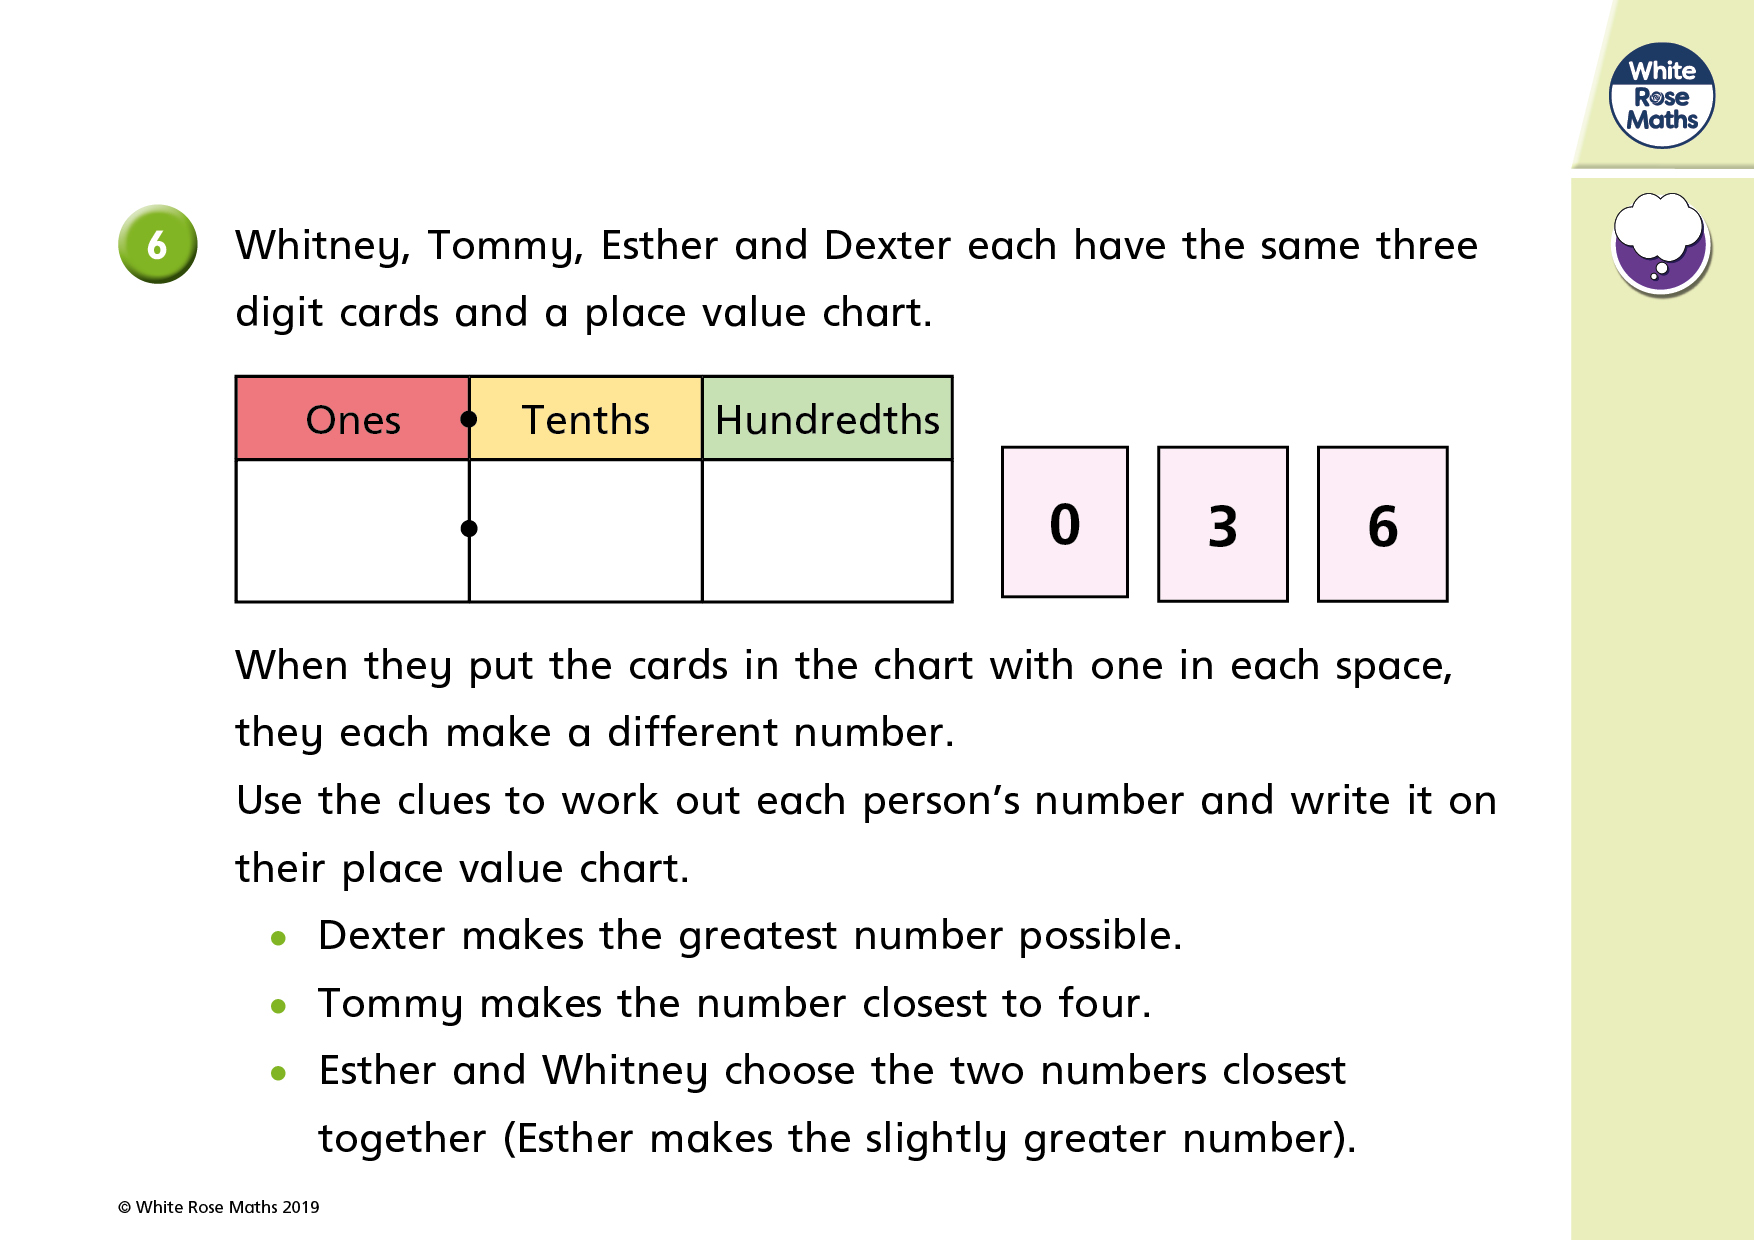 White
Rose
Maths
6
Whitney, Tommy, Esther and Dexter each have the same three
digit cards and a place value chart.
Ones Tenths Hundredths
0 3 6
When they put the cards in the chart with one in each space,
they each make a different number.
Use the clues to work out each person’s number and write it on
their place value chart.
• Dexter makes the greatest number possible.
• Tommy makes the number closest to four.
• Esther and Whitney choose the two numbers closest
together (Esther makes the slightly greater number).
© White Rose Maths 2019